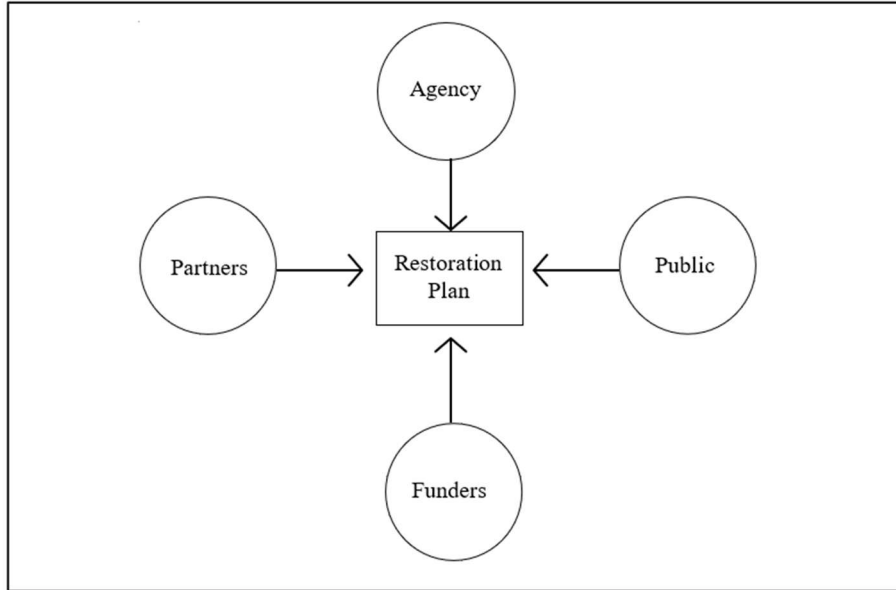 Agency
Partners
Restoration
Plan
Public
Funders